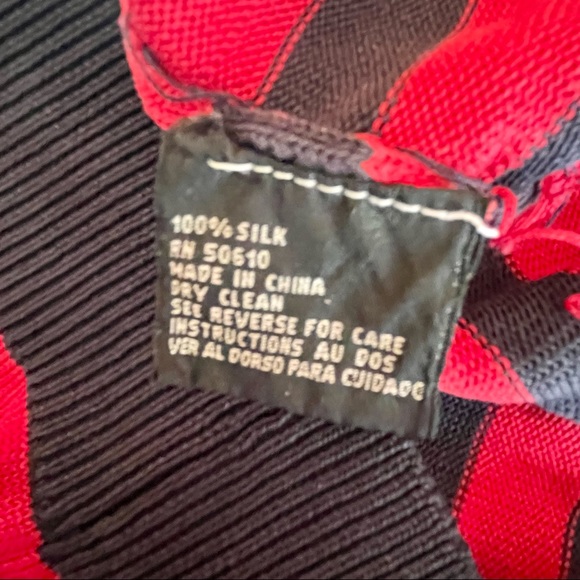 100% SILK
RN 50610
MADE IN CHINA
DRY CLEAN
SEE REVERSE FOR CARE
INSTRUCTIONS AU DOS
VER AL DORSO PARA CUIDADO